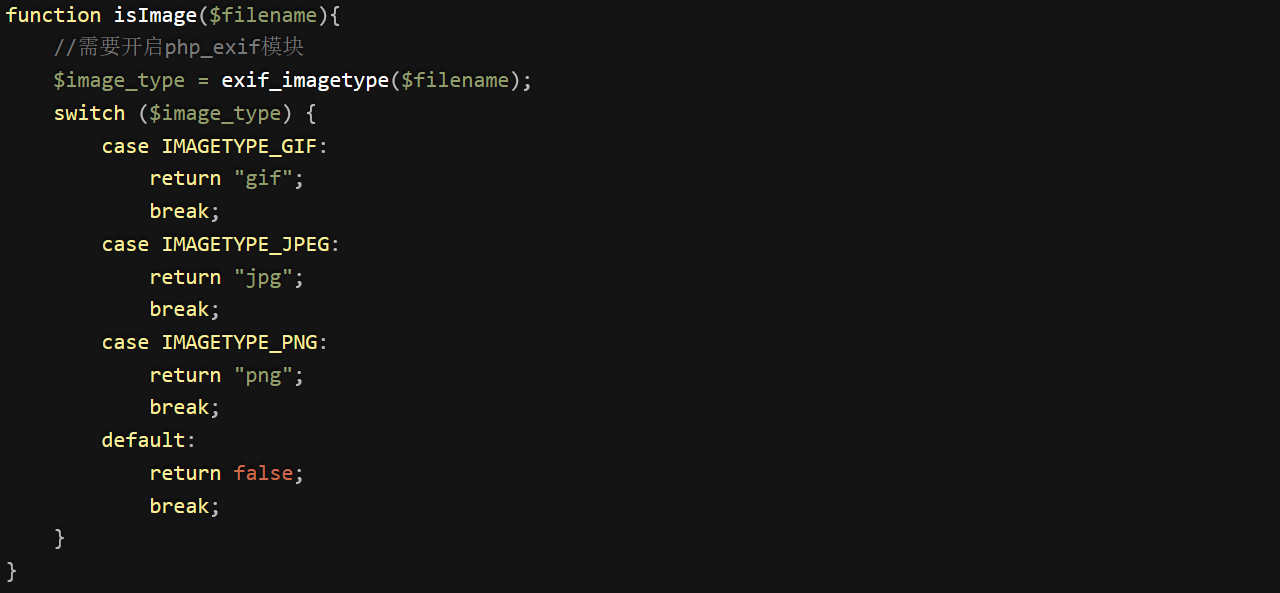 function isImage($filename){
    //需要开启php_exif模块
    $image_type = exif_imagetype($filename);
    switch ($image_type) {
        case IMAGETYPE_GIF:
            return "gif";
            break;
        case IMAGETYPE_JPEG:
            return "jpg";
            break;
        case IMAGETYPE_PNG:
            return "png";
            break;
        default:
            return false;
            break;
    }
}